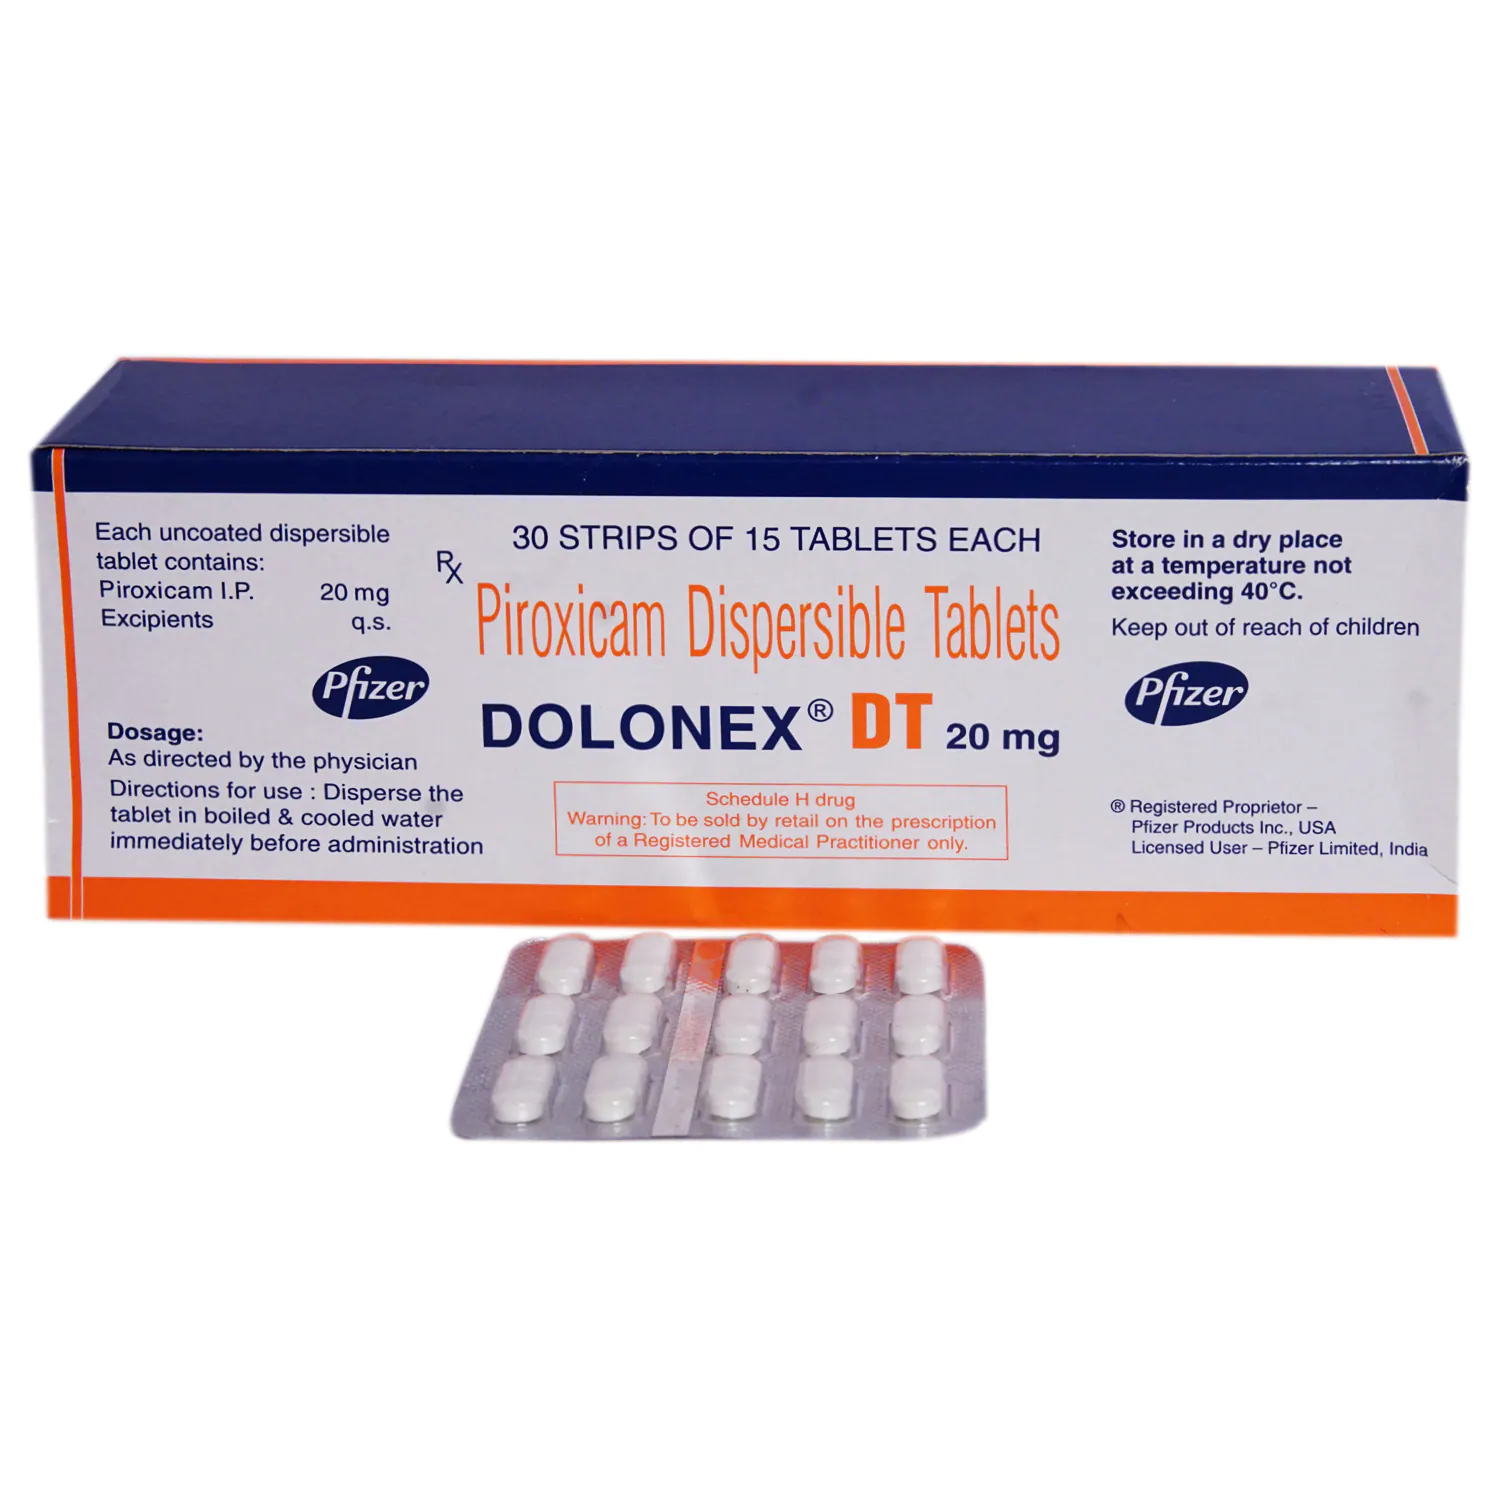 Each uncoated dispersible
tablet contains:
Piroxicam I.P. 20 mg
Excipients q.s.
Pfizer
Dosage:
As directed by the physician
Directions for use : Disperse the
tablet in boiled & cooled water
immediately before administration
30 STRIPS OF 15 TABLETS EACH
Rx
Piroxicam Dispersible Tablets
DOLONEX® DT 20 mg
Schedule H drug
Warning: To be sold by retail on the prescription
of a Registered Medical Practitioner only.
Store in a dry place
at a temperature not
exceeding 40°C.
Keep out of reach of children
Pfizer
® Registered Proprietor –
Pfizer Products Inc., USA
Licensed User – Pfizer Limited, India